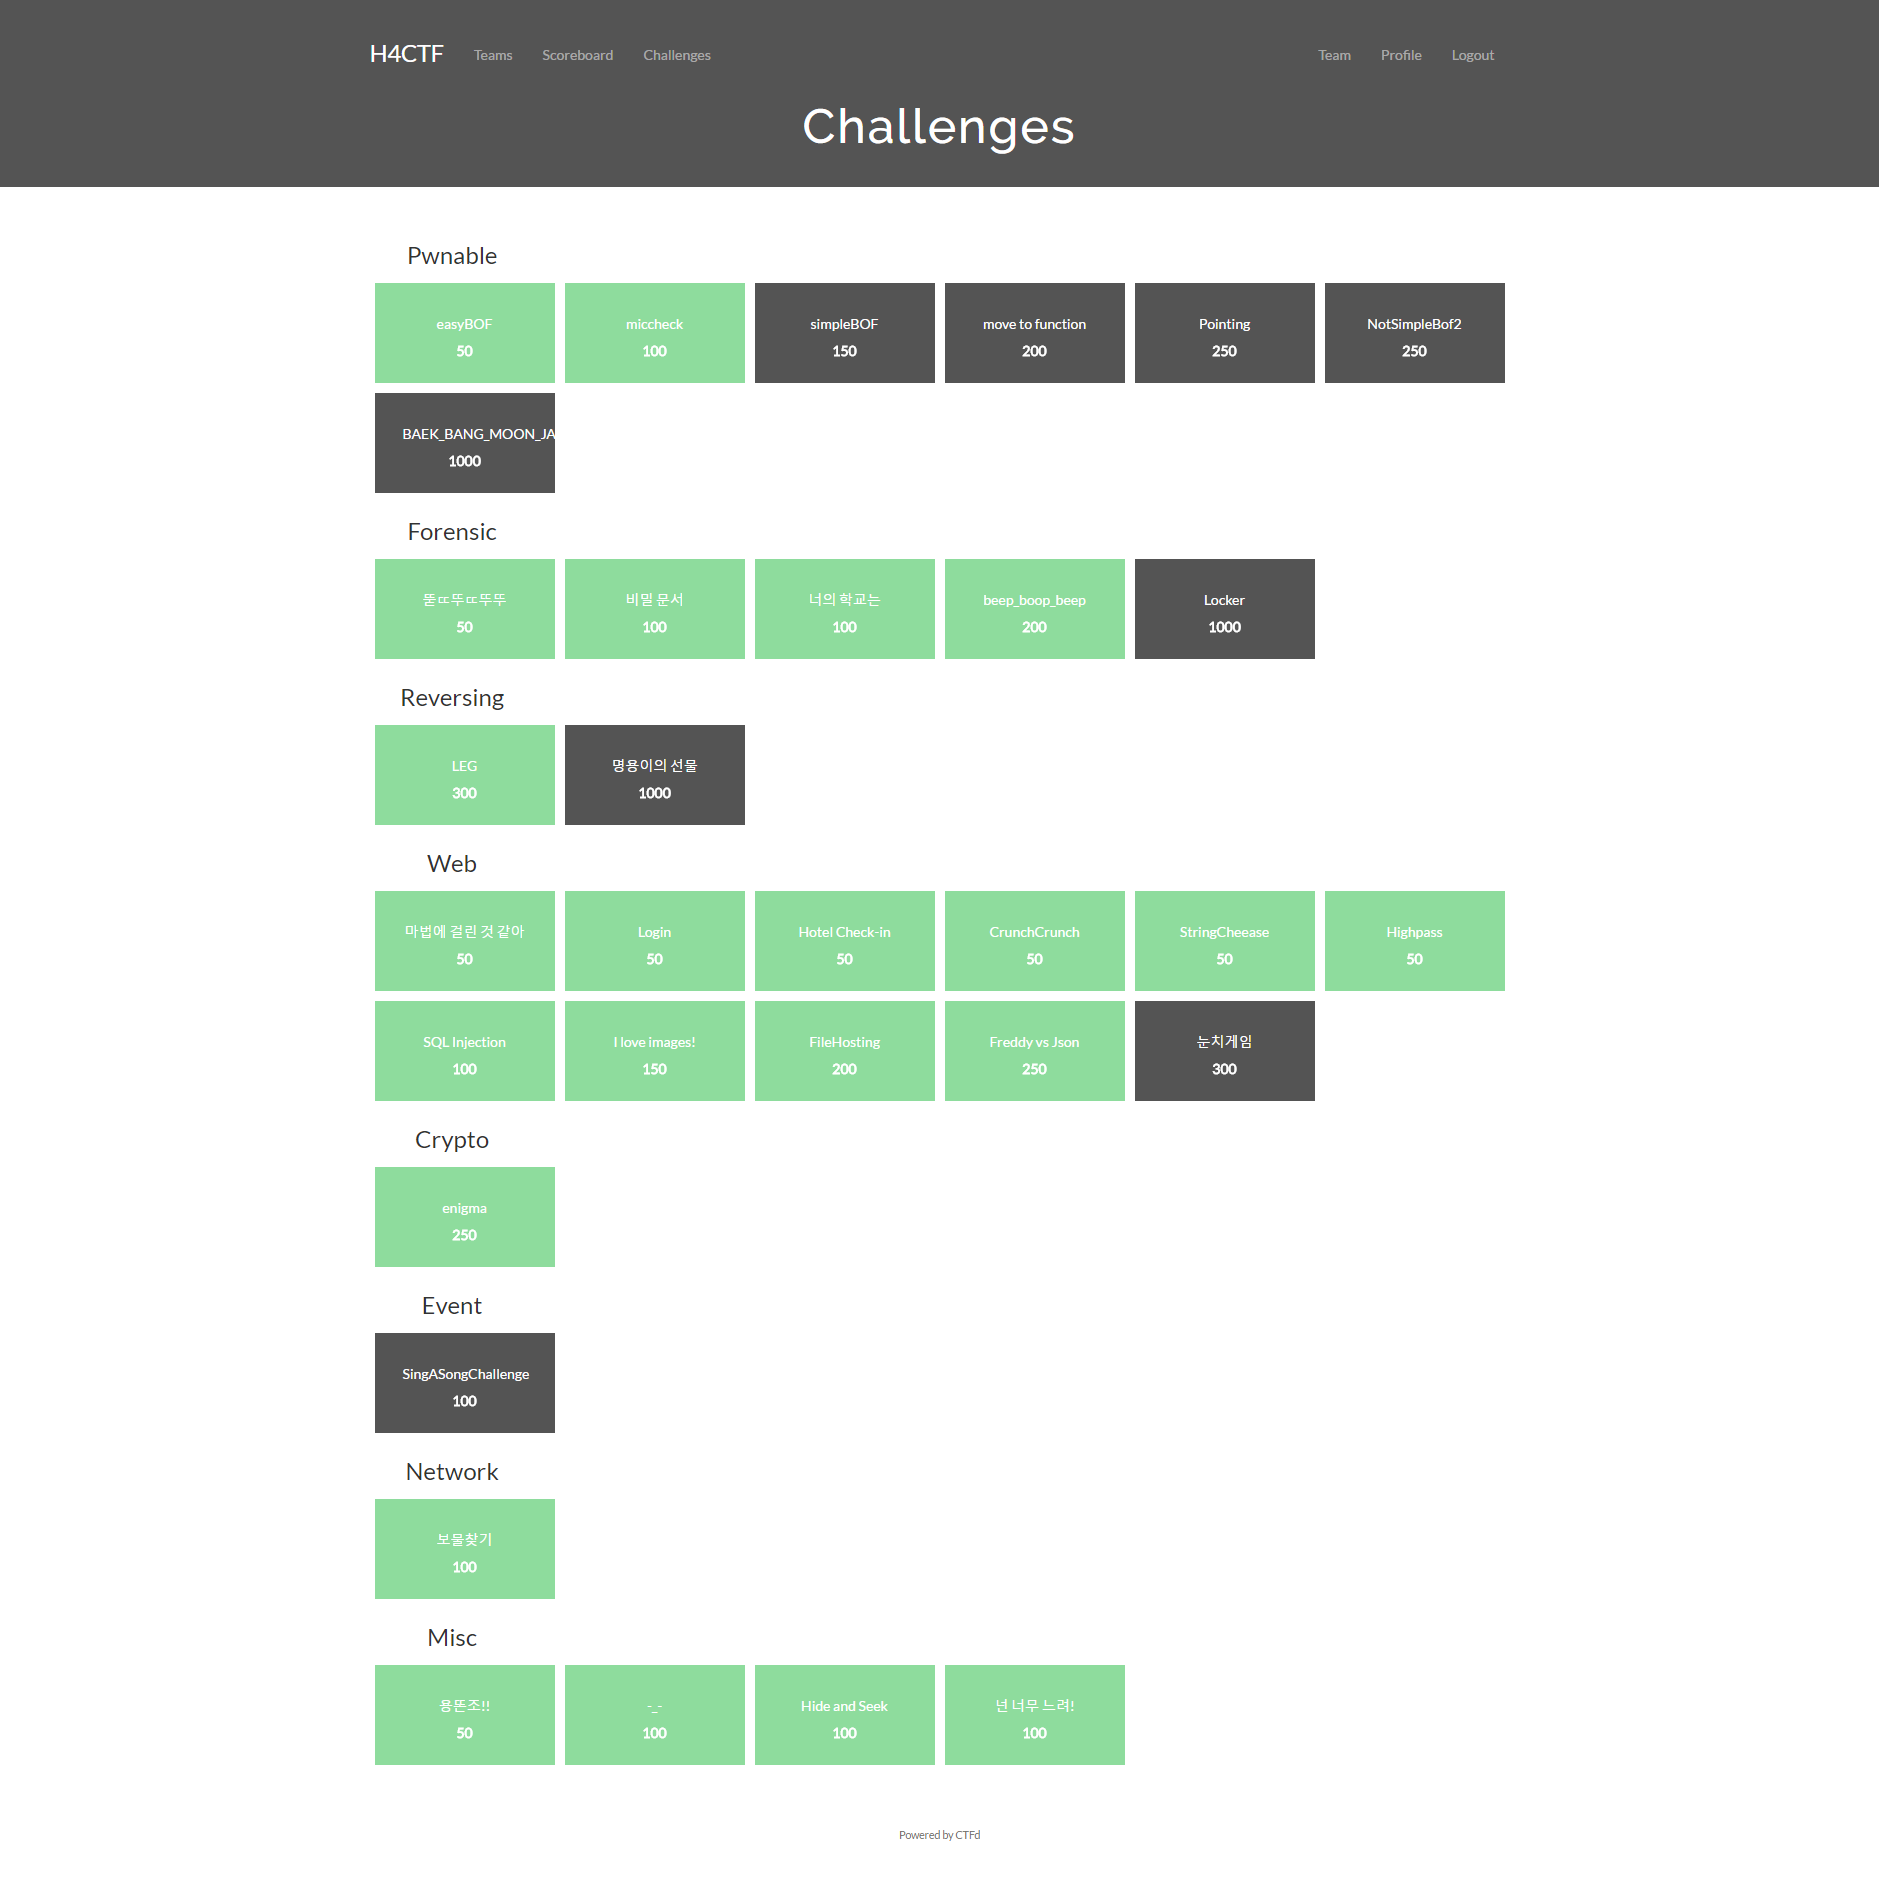 H4CTF Teams Scoreboard Challenges Team Profile Logout
Challenges
Pwnable
easyBOF miccheck simpleBOF move to function Pointing NotSimpleBof2
50 100 150 200 250 250
BAEK_BANG_MOON_JA
1000
Forensic
똗ㄸ뚜ㄸ뚜뚜 비밀 문서 너의 학교는 beep_boop_beep Locker
50 100 100 200 1000
Reversing
LEG 명용이의 선물
300 1000
Web
마법에 걸린 것 같아 Login Hotel Check-in CrunchCrunch StringCheease Highpass
50 50 50 50 50 50
SQL Injection I love images! FileHosting Freddy vs Json 눈치게임
100 150 200 250 300
Crypto
enigma
250
Event
SingASongChallenge
100
Network
보물찾기
100
Misc
용똔조!! -_- Hide and Seek 넌 너무 느려!
50 100 100 100
Powered by CTFd